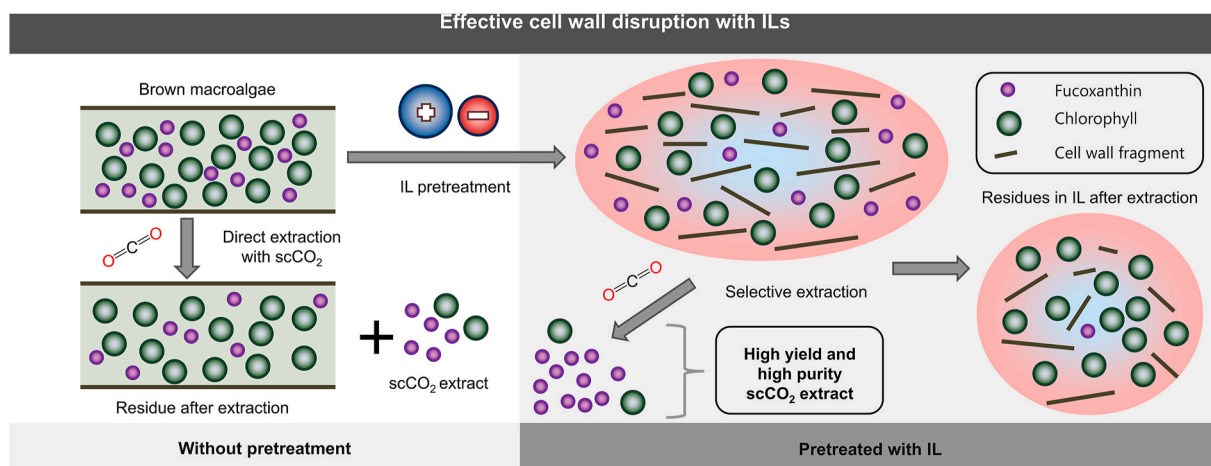 Effective cell wall disruption with ILs
Brown macroalgae
IL pretreatment
Direct extraction
with scCO₂
O=C=O
Residue after extraction
scCO₂ extract
Without pretreatment
Fucoxanthin
Chlorophyll
Cell wall fragment
Residues in IL after extraction
O=C=O
Selective extraction
High yield and
high purity
scCO₂ extract
Pretreated with IL